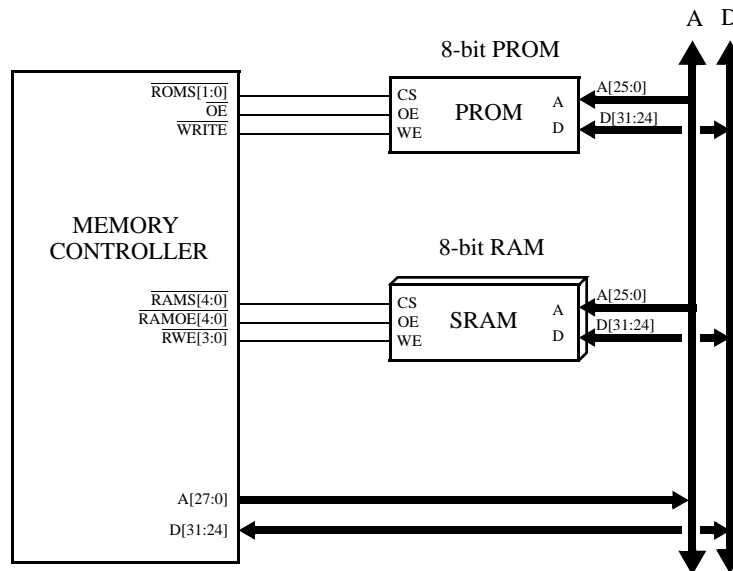 A D
8-bit PROM
ROMS[1:0]
OE
WRITE
CS
OE
WE
PROM
A
D
A[25:0]
D[31:24]
MEMORY
CONTROLLER
8-bit RAM
RAMS[4:0]
RAMOE[4:0]
RWE[3:0]
CS
OE
WE
SRAM
A
D
A[25:0]
D[31:24]
A[27:0]
D[31:24]